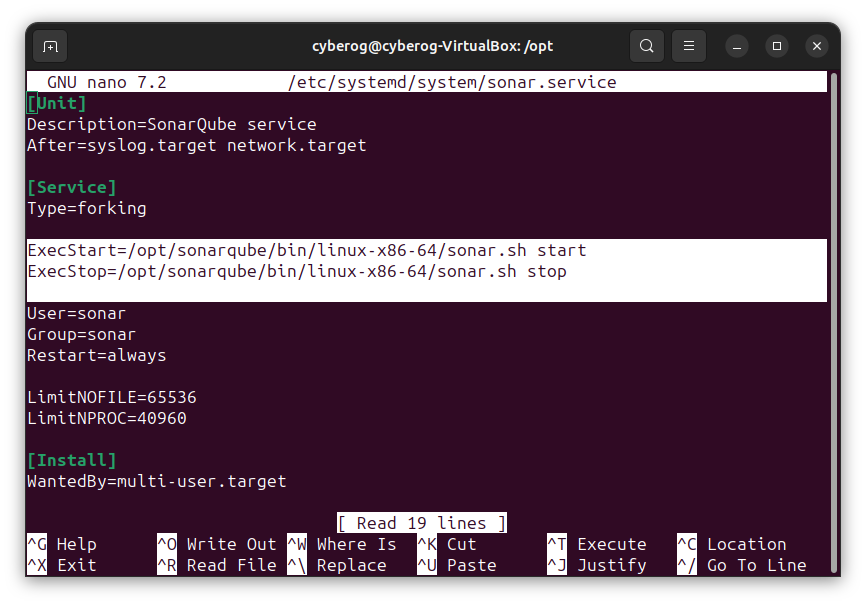 cyberog@cyberog-VirtualBox: /opt
GNU nano 7.2 /etc/systemd/system/sonar.service
[Unit]
Description=SonarQube service
After=syslog.target network.target
[Service]
Type=forking
ExecStart=/opt/sonarqube/bin/linux-x86-64/sonar.sh start
ExecStop=/opt/sonarqube/bin/linux-x86-64/sonar.sh stop
User=sonar
Group=sonar
Restart=always
LimitNOFILE=65536
LimitNPROC=40960
[Install]
WantedBy=multi-user.target
[ Read 19 lines ]
^G Help ^O Write Out ^W Where Is ^K Cut ^T Execute ^C Location
^X Exit ^R Read File ^\ Replace ^U Paste ^J Justify ^/ Go To Line